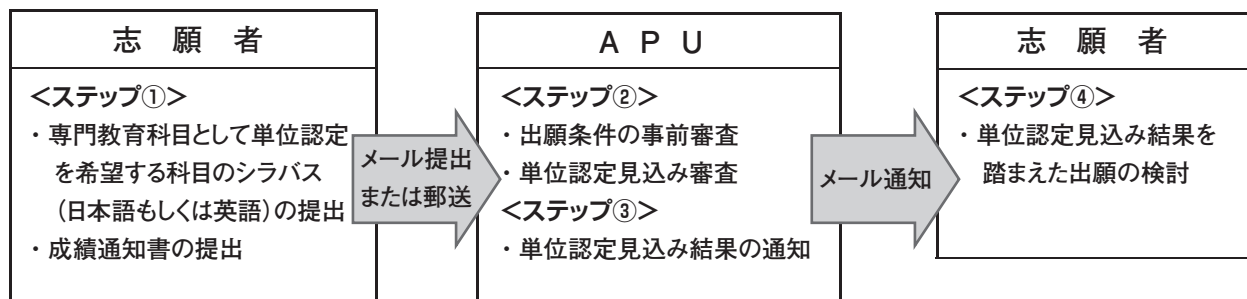 志 願 者
<ステップ①>
・専門教育科目として単位認定
を希望する科目のシラバス
(日本語もしくは英語)の提出
・成績通知書の提出
メール提出
または郵送
A P U
<ステップ②>
・出願条件の事前審査
・単位認定見込み審査
<ステップ③>
・単位認定見込み結果の通知
メール通知
志 願 者
<ステップ④>
・単位認定見込み結果を
踏まえた出願の検討